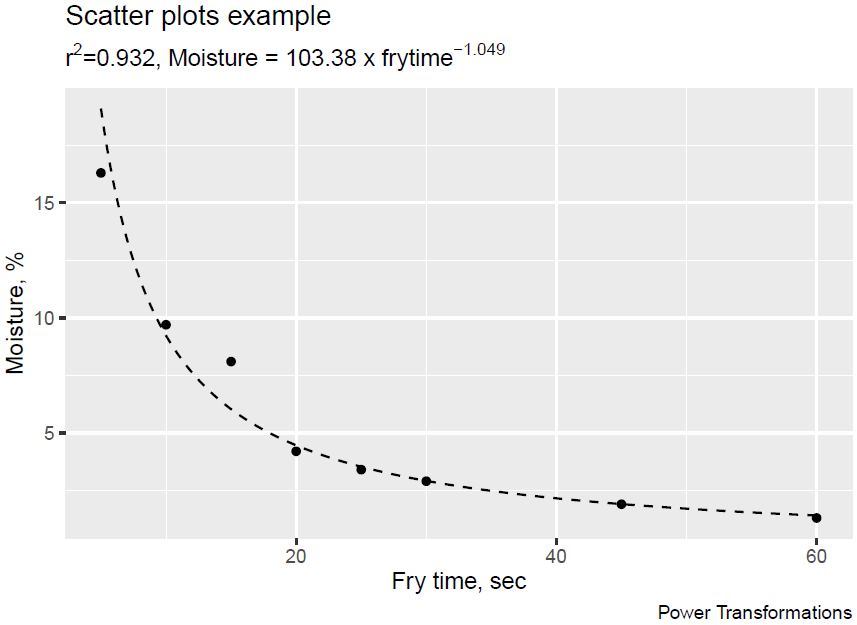 Scatter plots example
r²=0.932, Moisture = 103.38 x frytime⁻¹·⁰⁴⁹
15
10
5
Moisture, %
20 40 60
Fry time, sec
Power Transformations